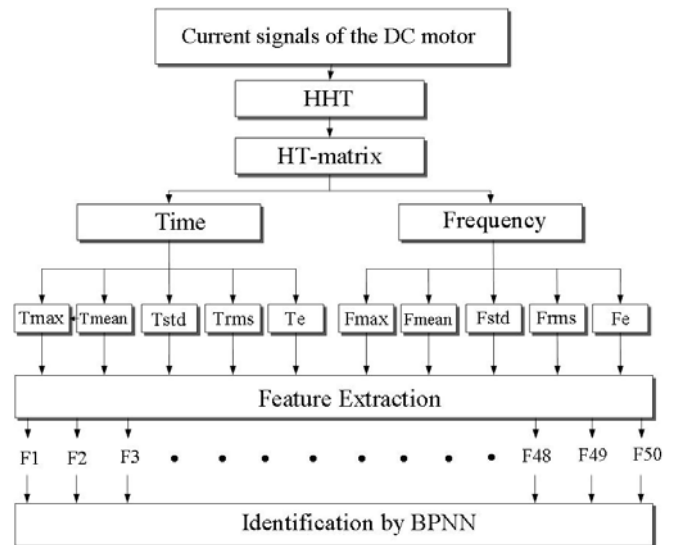 Current signals of the DC motor
HHT
HT-matrix
Time Frequency
Tmax Tmean Tstd Trms Te Fmax Fmean Fstd Frms Fe
Feature Extraction
F1 F2 F3 • • • • • • • • F48 F49 F50
Identification by BPNN